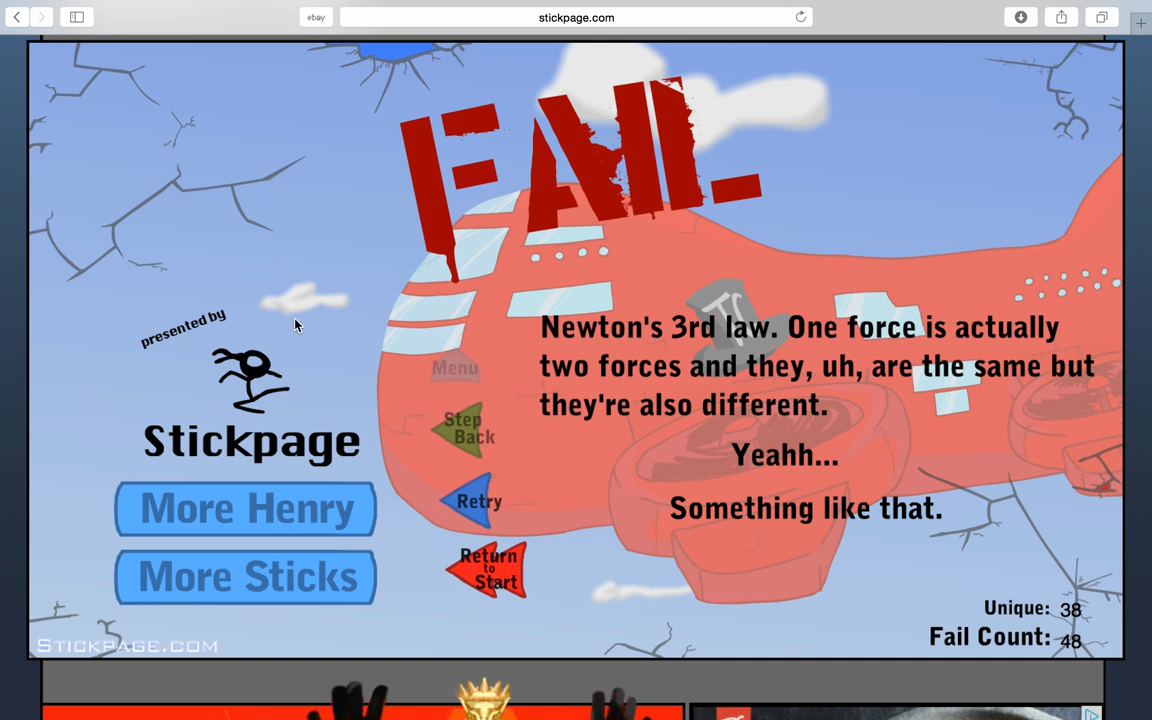 ebay
stickpage.com
FAIL
TS
presented by
Stickpage
More Henry
More Sticks
STICKPAGE.COM
Menu
Step
Back
Retry
Return
to
Start
Newton's 3rd law. One force is actually
two forces and they, uh, are the same but
they're also different.
Yeahh...
Something like that.
Unique: 38
Fail Count: 48